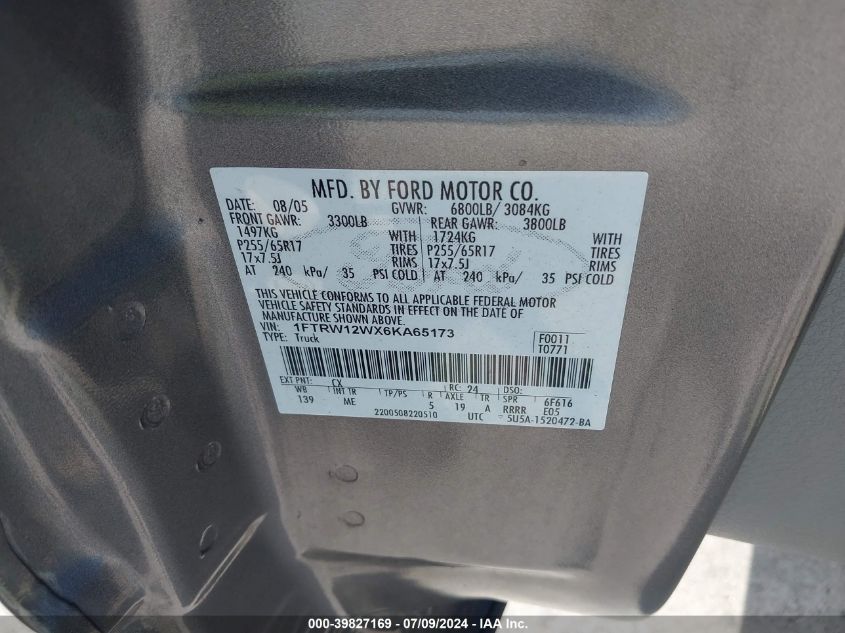 MFD. BY FORD MOTOR CO.
DATE: 08/05 GVWR: 6800LB/ 3084KG
FRONT GAWR: 3300LB REAR GAWR: 3800LB
1497KG WITH 1724KG WITH
P255/65R17 TIRES P255/65R17 TIRES
17x7.5J RIMS 17x7.5J RIMS
AT 240 kPa/ 35 PSI COLD AT 240 kPa/ 35 PSI COLD
THIS VEHICLE CONFORMS TO ALL APPLICABLE FEDERAL MOTOR
VEHICLE SAFETY STANDARDS IN EFFECT ON THE DATE OF
MANUFACTURE SHOWN ABOVE.
VIN: 1FTRW12WX6KA65173 F0011
TYPE: Truck T0771
EXT PNT: CX RC: 24 DSO:
WB INT TR TP/PS R AXLE TR SPR 6F616
139 ME 5 19 A RRRR E05
2200508220510 UTC 5U5A-1520472-BA
000-39827169 - 07/09/2024 - IAA Inc.